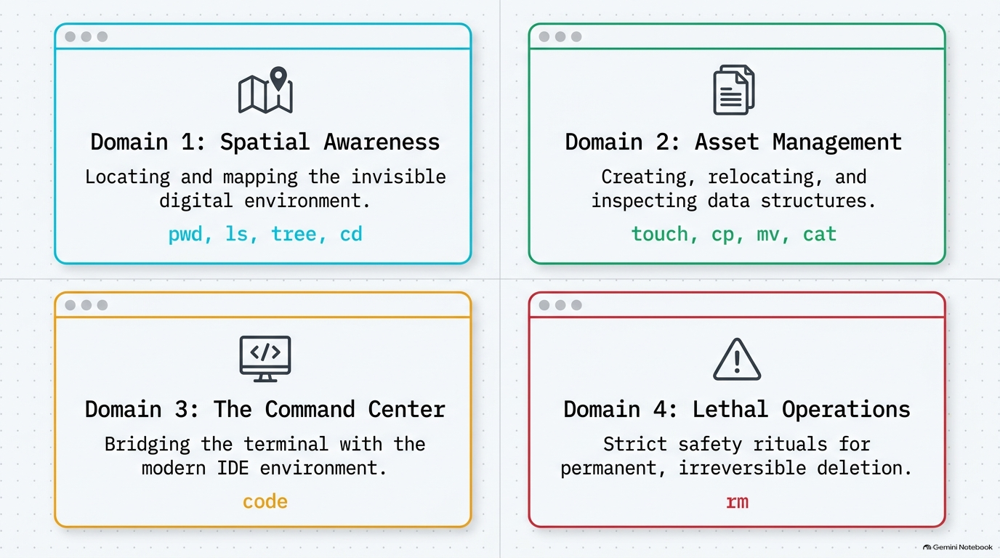 Domain 1: Spatial Awareness
Locating and mapping the invisible
digital environment.
pwd, ls, tree, cd
Domain 2: Asset Management
Creating, relocating, and
inspecting data structures.
touch, cp, mv, cat
</>
Domain 3: The Command Center
Bridging the terminal with the
modern IDE environment.
code
!
Domain 4: Lethal Operations
Strict safety rituals for
permanent, irreversible deletion.
rm
Gemini Notebook